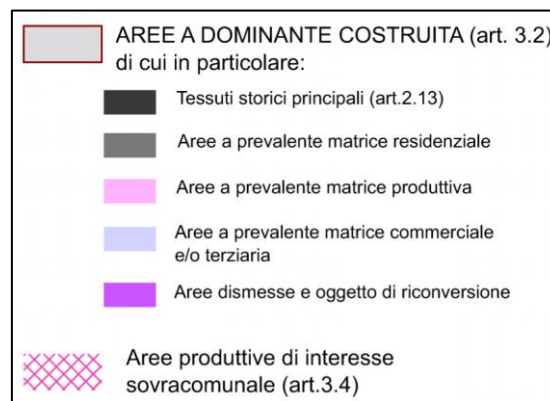 AREE A DOMINANTE COSTRUITA (art. 3.2)
di cui in particolare:
Tessuti storici principali (art.2.13)
Aree a prevalente matrice residenziale
Aree a prevalente matrice produttiva
Aree a prevalente matrice commerciale
e/o terziaria
Aree dismesse e oggetto di riconversione
Aree produttive di interesse
sovracomunale (art.3.4)